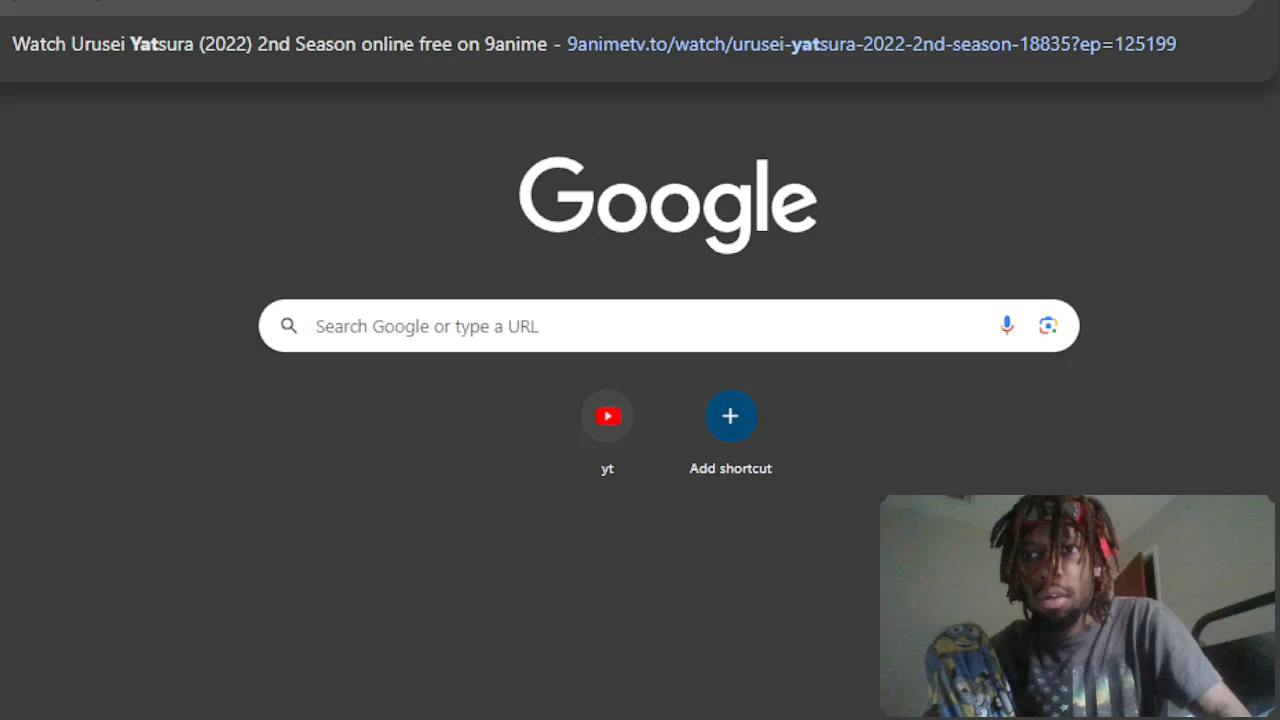 Watch Urusei Yatsura (2022) 2nd Season online free on 9anime - 9animetv.to/watch/urusei-yatsura-2022-2nd-season-18835?ep=125199
Google
Search Google or type a URL
yt
Add shortcut